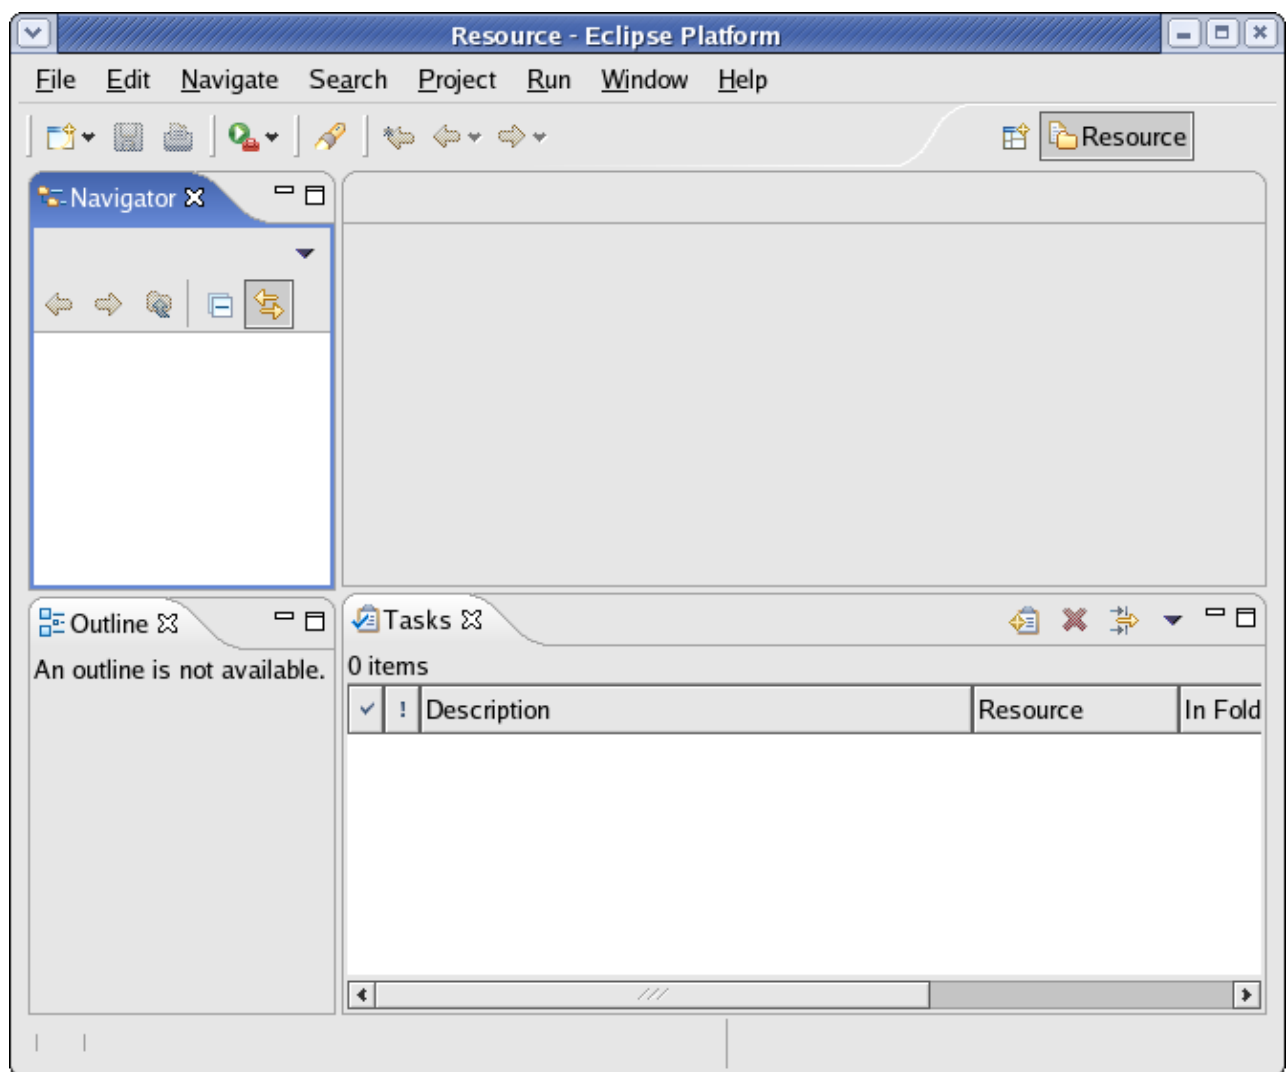 Resource - Eclipse Platform
File Edit Navigate Search Project Run Window Help
Resource
Navigator
Outline
An outline is not available.
Tasks
0 items
! Description Resource In Fold